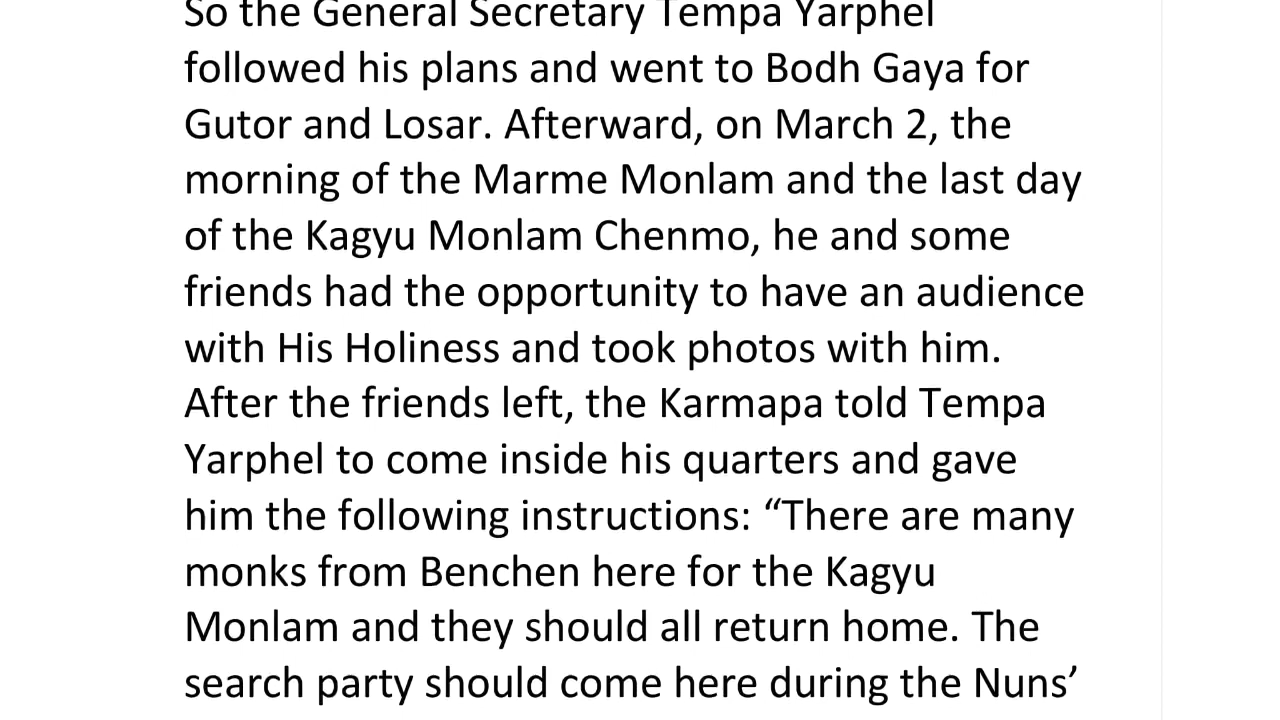 So the General Secretary Tempa Yarphel
followed his plans and went to Bodh Gaya for
Gutor and Losar. Afterward, on March 2, the
morning of the Marme Monlam and the last day
of the Kagyu Monlam Chenmo, he and some
friends had the opportunity to have an audience
with His Holiness and took photos with him.
After the friends left, the Karmapa told Tempa
Yarphel to come inside his quarters and gave
him the following instructions: “There are many
monks from Benchen here for the Kagyu
Monlam and they should all return home. The
search party should come here during the Nuns’